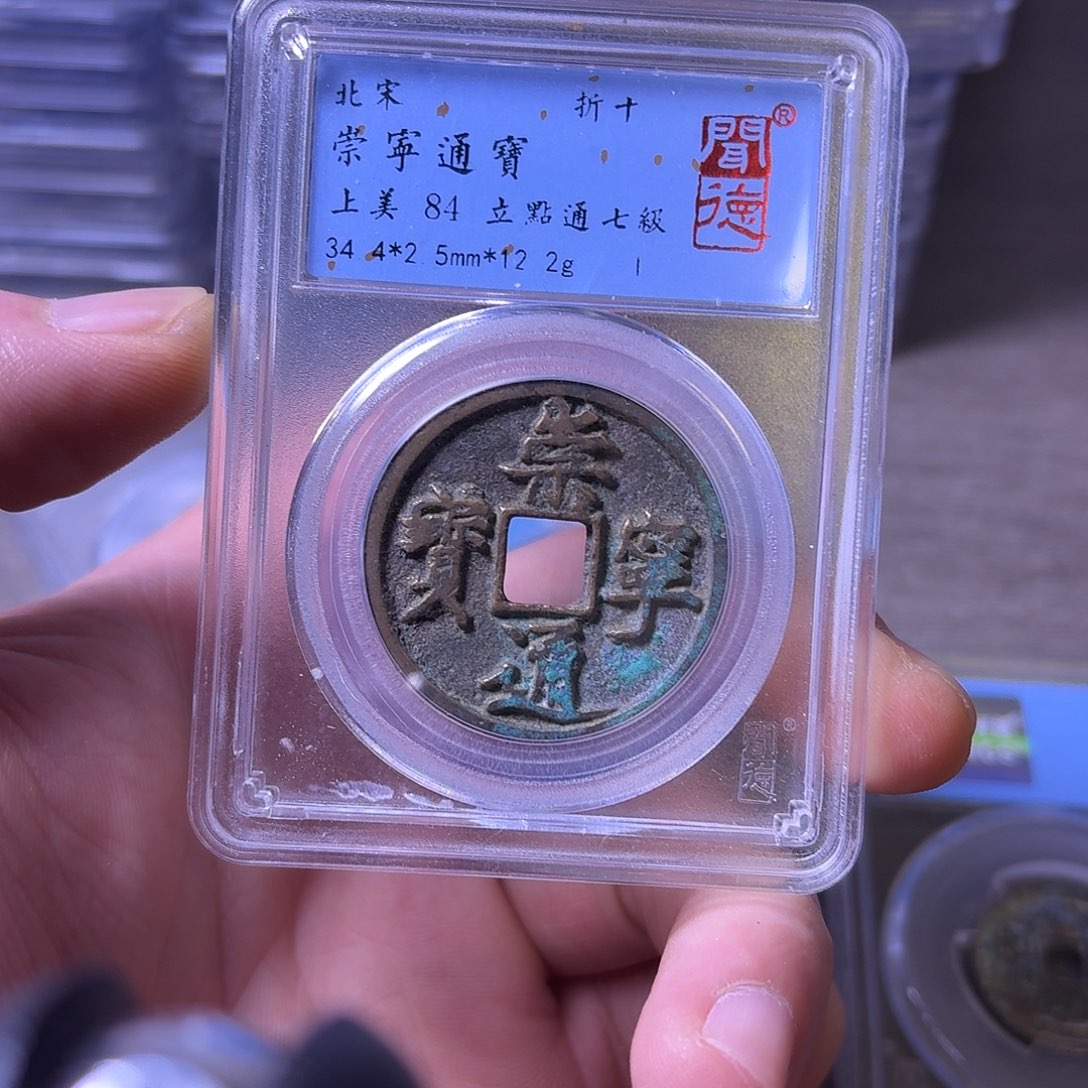 北宋 折十
崇寧通寶
上美 84 立點通七級
34.4*2.5mm*12.2g
聞德®
崇寧通寶